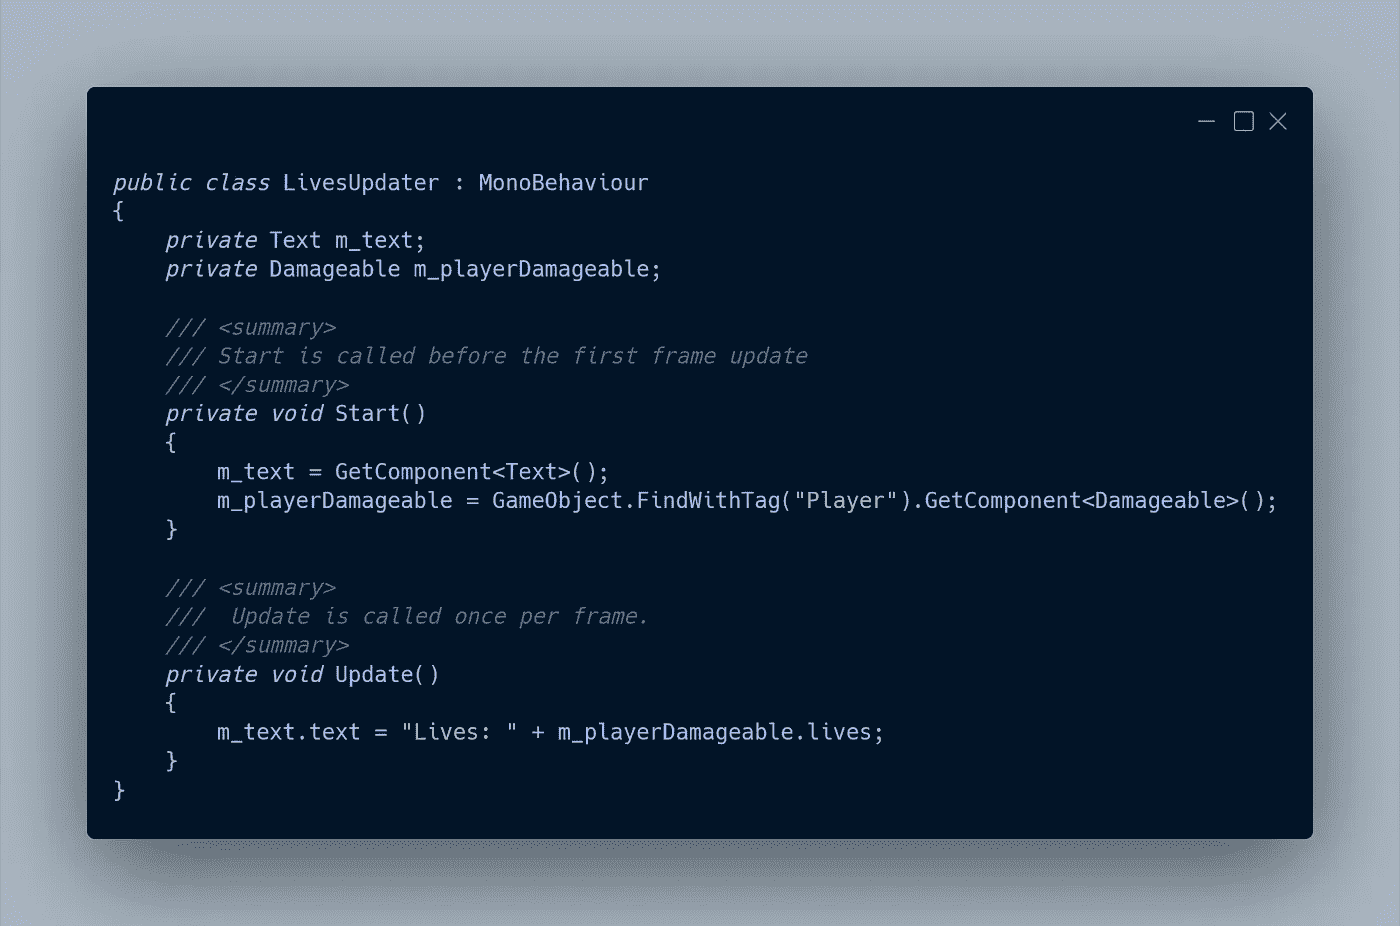 public class LivesUpdater : MonoBehaviour
{
    private Text m_text;
    private Damageable m_playerDamageable;

    /// <summary>
    /// Start is called before the first frame update
    /// </summary>
    private void Start()
    {
        m_text = GetComponent<Text>();
        m_playerDamageable = GameObject.FindWithTag("Player").GetComponent<Damageable>();
    }

    /// <summary>
    ///  Update is called once per frame.
    /// </summary>
    private void Update()
    {
        m_text.text = "Lives: " + m_playerDamageable.lives;
    }
}